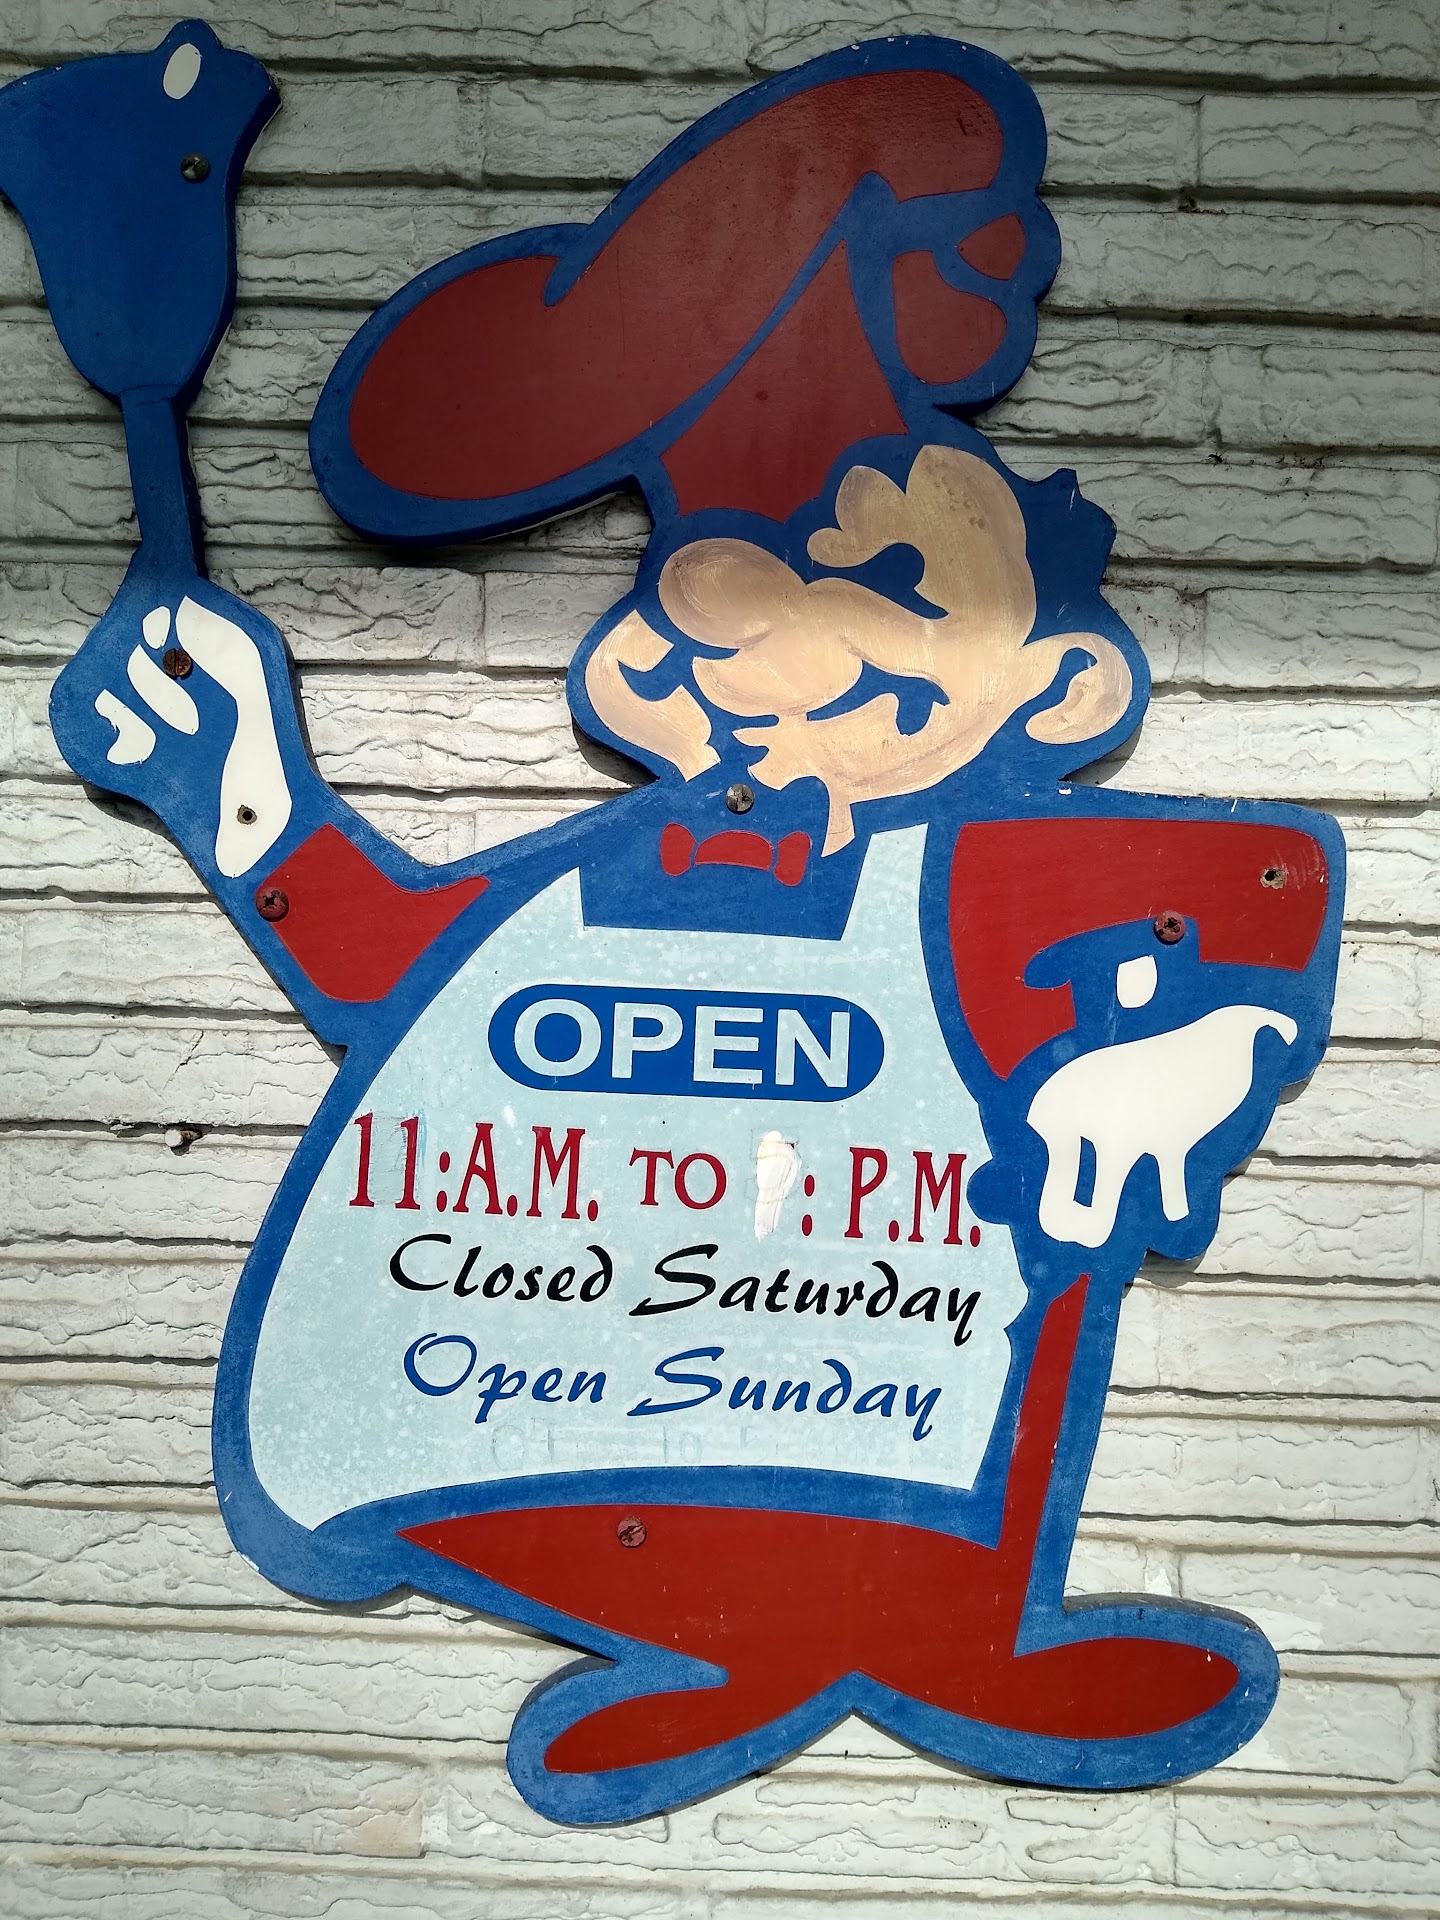 OPEN
11:A.M. TO : P.M.
Closed Saturday
Open Sunday